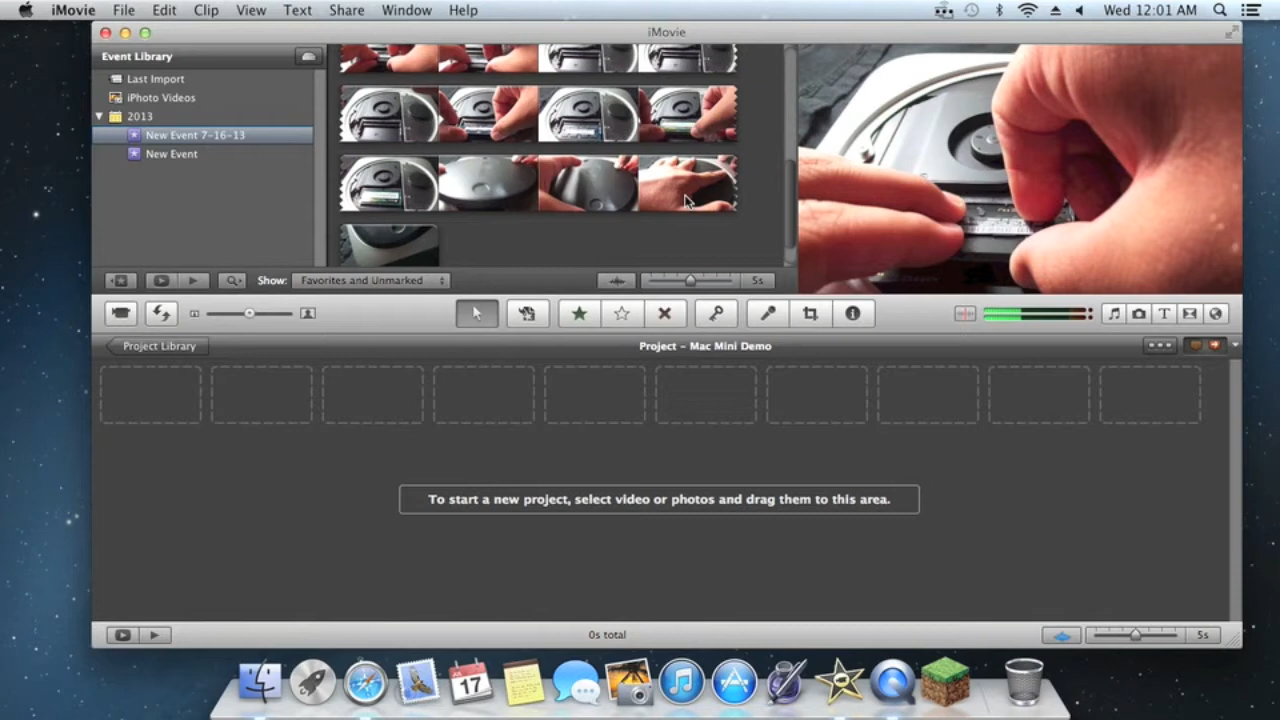 iMovie File Edit Clip View Text Share Window Help Wed 12:01 AM
iMovie
Event Library
Last Import
iPhoto Videos
2013
New Event 7-16-13
New Event
Show: Favorites and Unmarked 5s
T
Project Library Project - Mac Mini Demo
To start a new project, select video or photos and drag them to this area.
0s total 5s
JUL
17